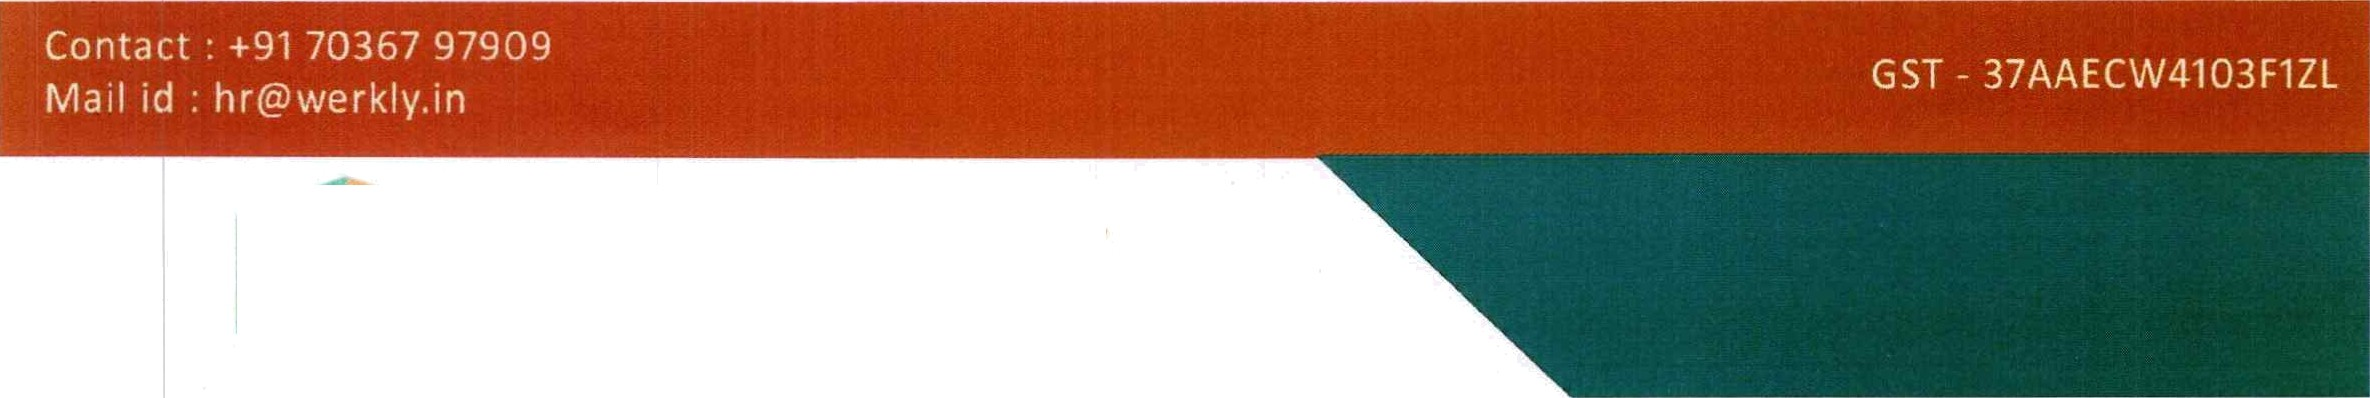 Contact : +91 70367 97909
Mail id : hr@werkly.in
GST - 37AAECW4103F1ZL